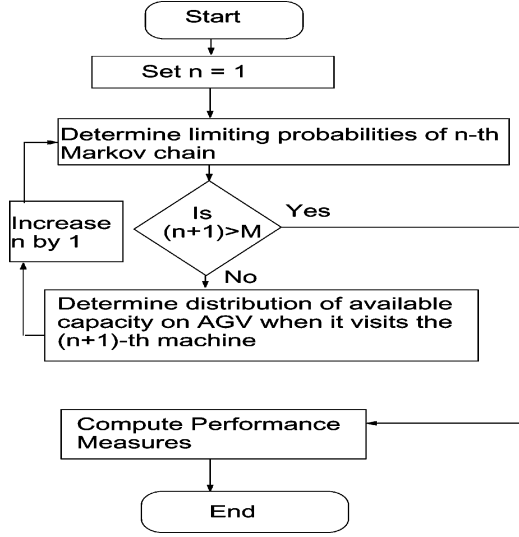 Start
Set n = 1
Determine limiting probabilities of n-th
Markov chain
Is
(n+1)>M
Yes
Increase
n by 1
No
Determine distribution of available
capacity on AGV when it visits the
(n+1)-th machine
Compute Performance
Measures
End